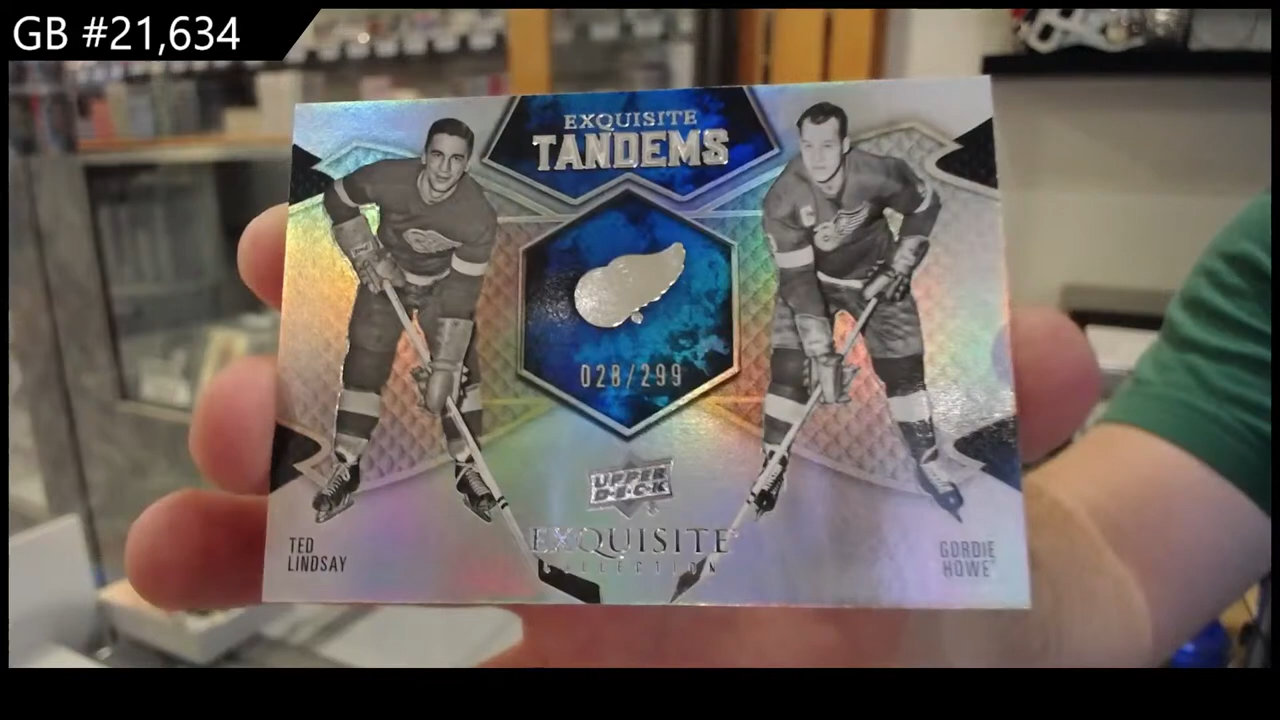 GB #21,634
EXQUISITE
TANDEMS
028/299
UPPER
DECK
EXQUISITE
COLLECTION
TED
LINDSAY
GORDIE
HOWE